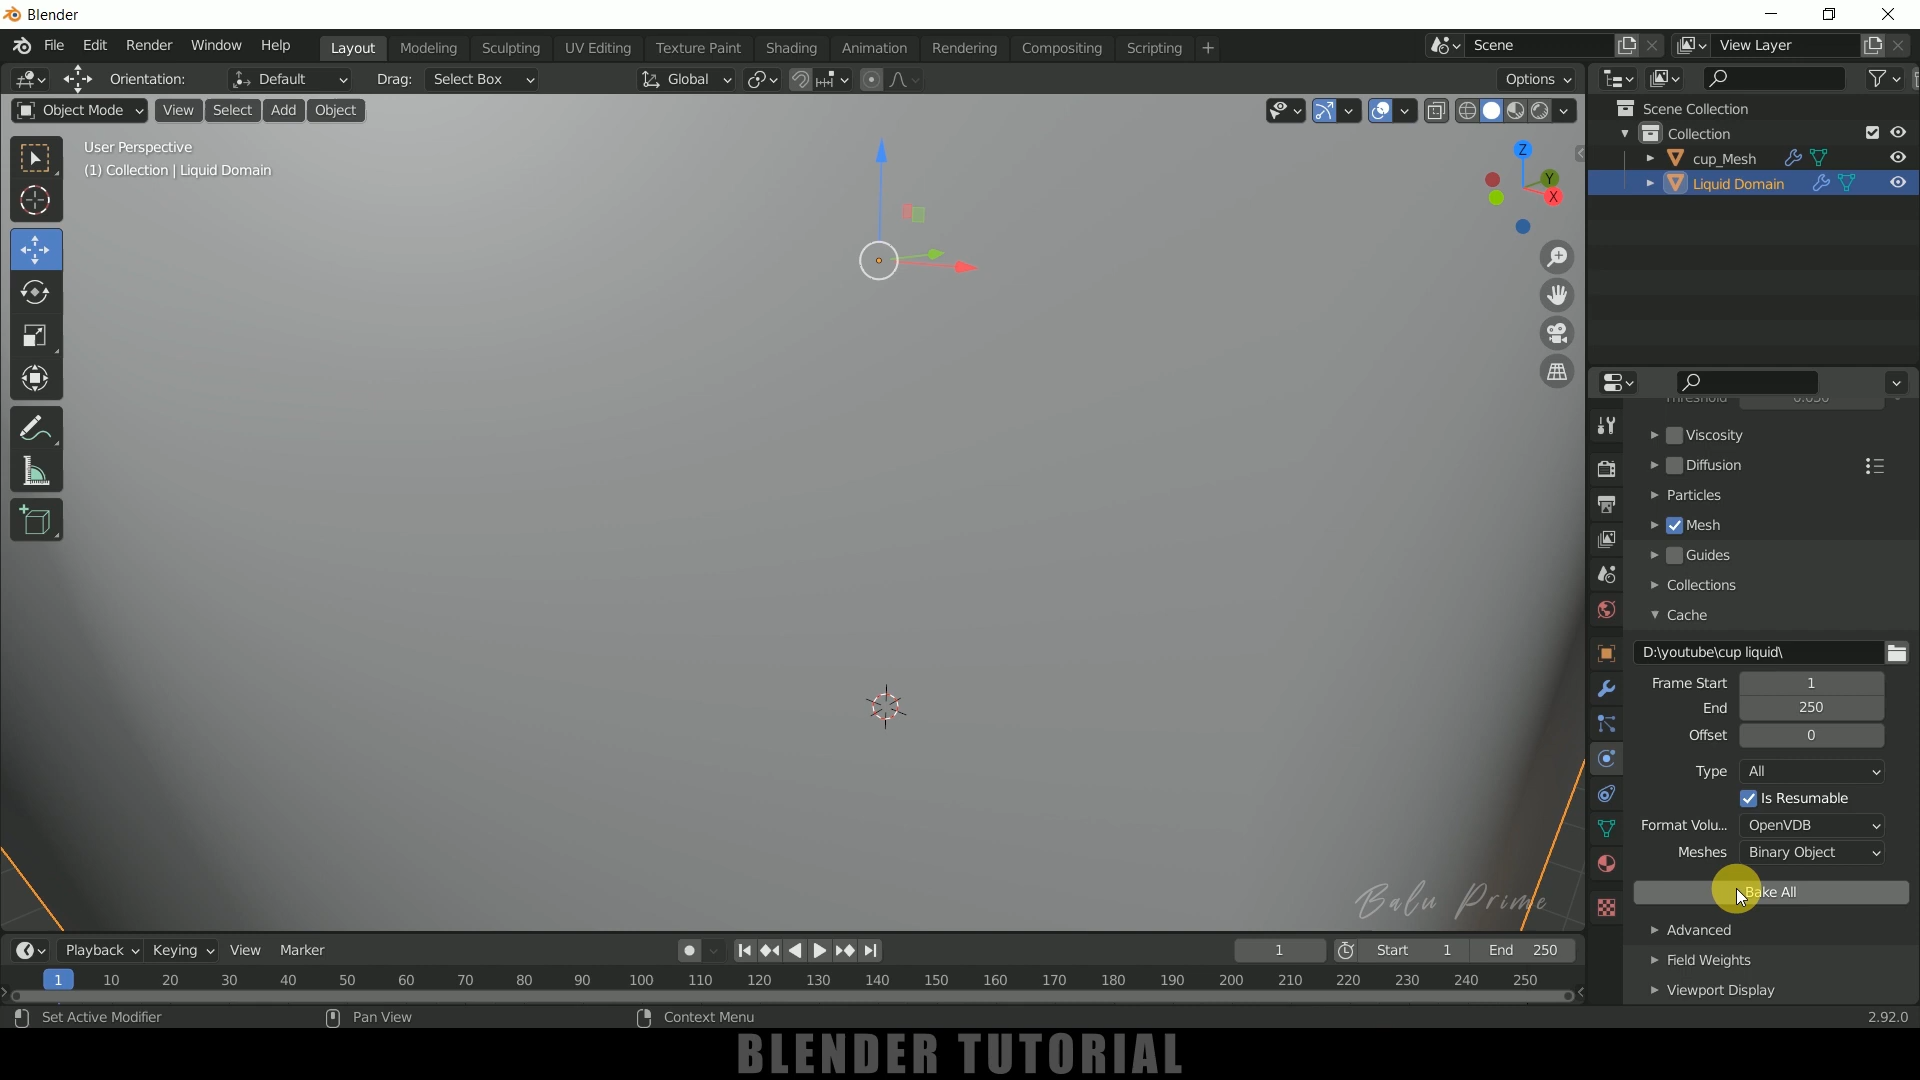 Blender
File Edit Render Window Help Layout Modeling Sculpting UV Editing Texture Paint Shading Animation Rendering Compositing Scripting + Scene View Layer
Orientation: Default Drag: Select Box Global Options
Object Mode View Select Add Object
User Perspective
(1) Collection | Liquid Domain
Z
Y
X
Scene Collection
Collection
cup_Mesh
Liquid Domain
Threshold 0.050
Viscosity
Diffusion
Particles
Mesh
Guides
Collections
Cache
D:\youtube\cup liquid\
Frame Start 1
End 250
Offset 0
Type All
Is Resumable
Format Volu... OpenVDB
Meshes Binary Object
Bake All
Advanced
Field Weights
Viewport Display
Balu Prime
Playback Keying View Marker 1 Start 1 End 250
1 10 20 30 40 50 60 70 80 90 100 110 120 130 140 150 160 170 180 190 200 210 220 230 240 250
Set Active Modifier Pan View Context Menu 2.92.0
BLENDER TUTORIAL